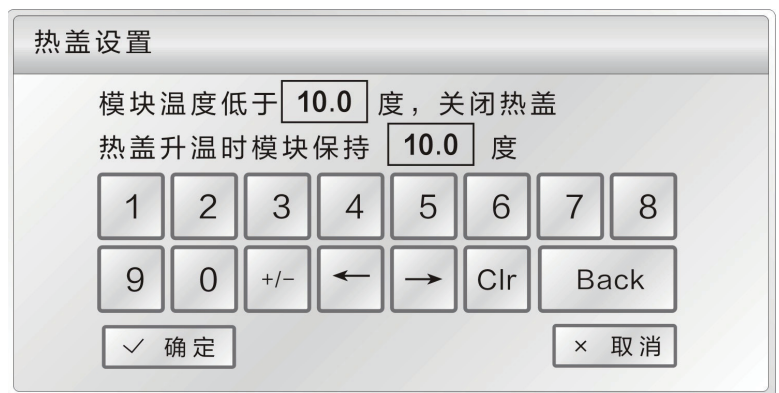 热盖设置
模块温度低于 10.0 度，关闭热盖
热盖升温时模块保持 10.0 度
1 2 3 4 5 6 7 8
9 0 +/− ← → Clr Back
✓ 确定 × 取消